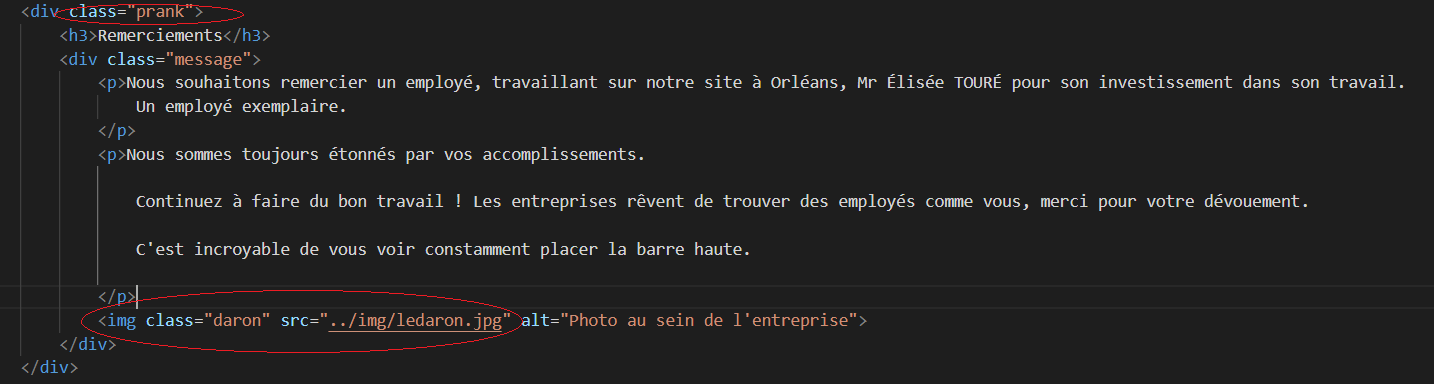 <div class="prank">
<h3>Remerciements</h3>
<div class="message">
<p>Nous souhaitons remercier un employé, travaillant sur notre site à Orléans, Mr Élisée TOURÉ pour son investissement dans son travail.
Un employé exemplaire.
</p>
<p>Nous sommes toujours étonnés par vos accomplissements.
Continuez à faire du bon travail ! Les entreprises rêvent de trouver des employés comme vous, merci pour votre dévouement.
C'est incroyable de vous voir constamment placer la barre haute.
</p>
<img class="daron" src="../img/ledaron.jpg" alt="Photo au sein de l'entreprise">
</div>
</div>